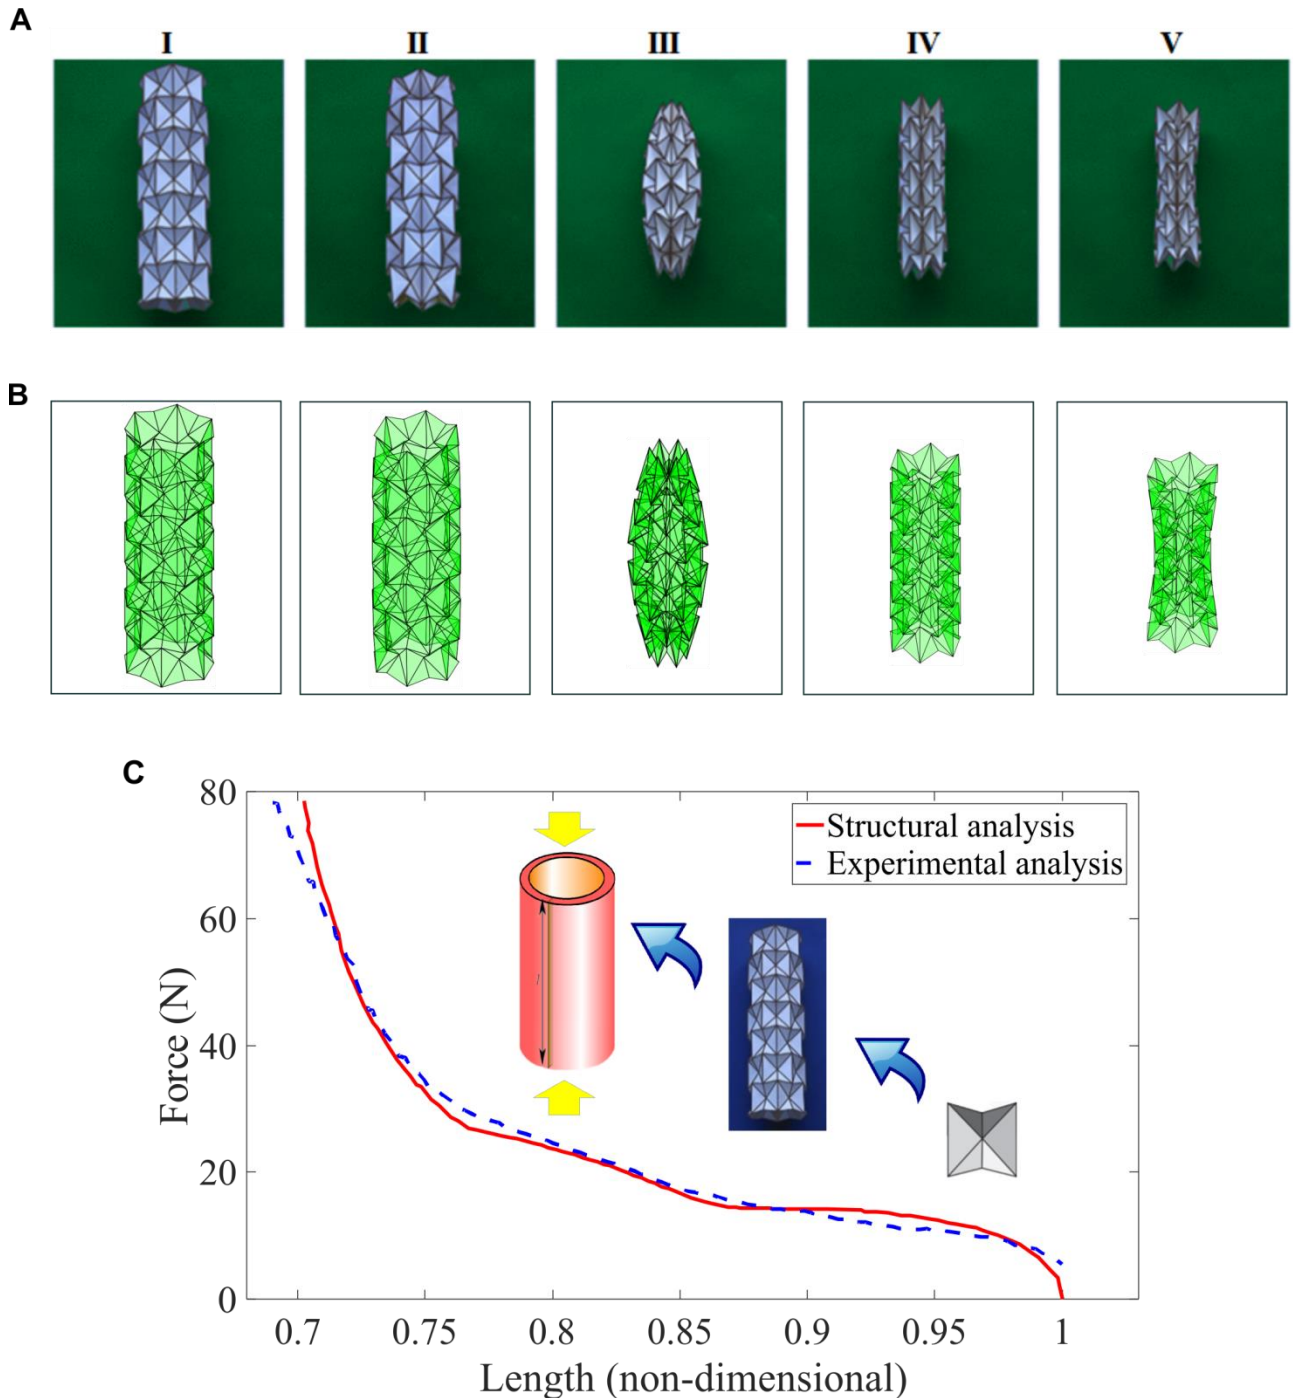 A
I II III IV V
B
C
80
60
40
20
0
Force (N)
Structural analysis
Experimental analysis
l
0.7 0.75 0.8 0.85 0.9 0.95 1
Length (non-dimensional)